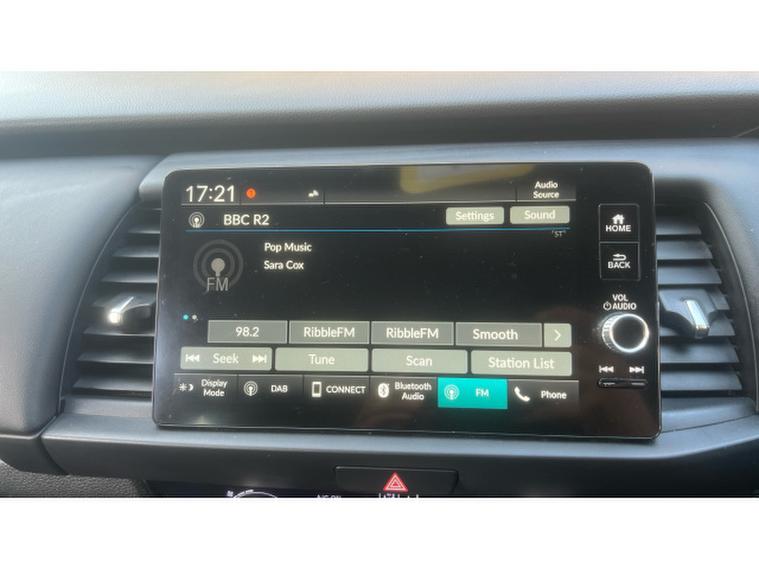 17:21
Audio
Source
BBC R2
Settings
Sound
"ST"
Pop Music
Sara Cox
FM
HOME
BACK
VOL
AUDIO
98.2
RibbleFM
RibbleFM
Smooth
Seek
Tune
Scan
Station List
Display
Mode
DAB
CONNECT
Bluetooth
Audio
FM
Phone